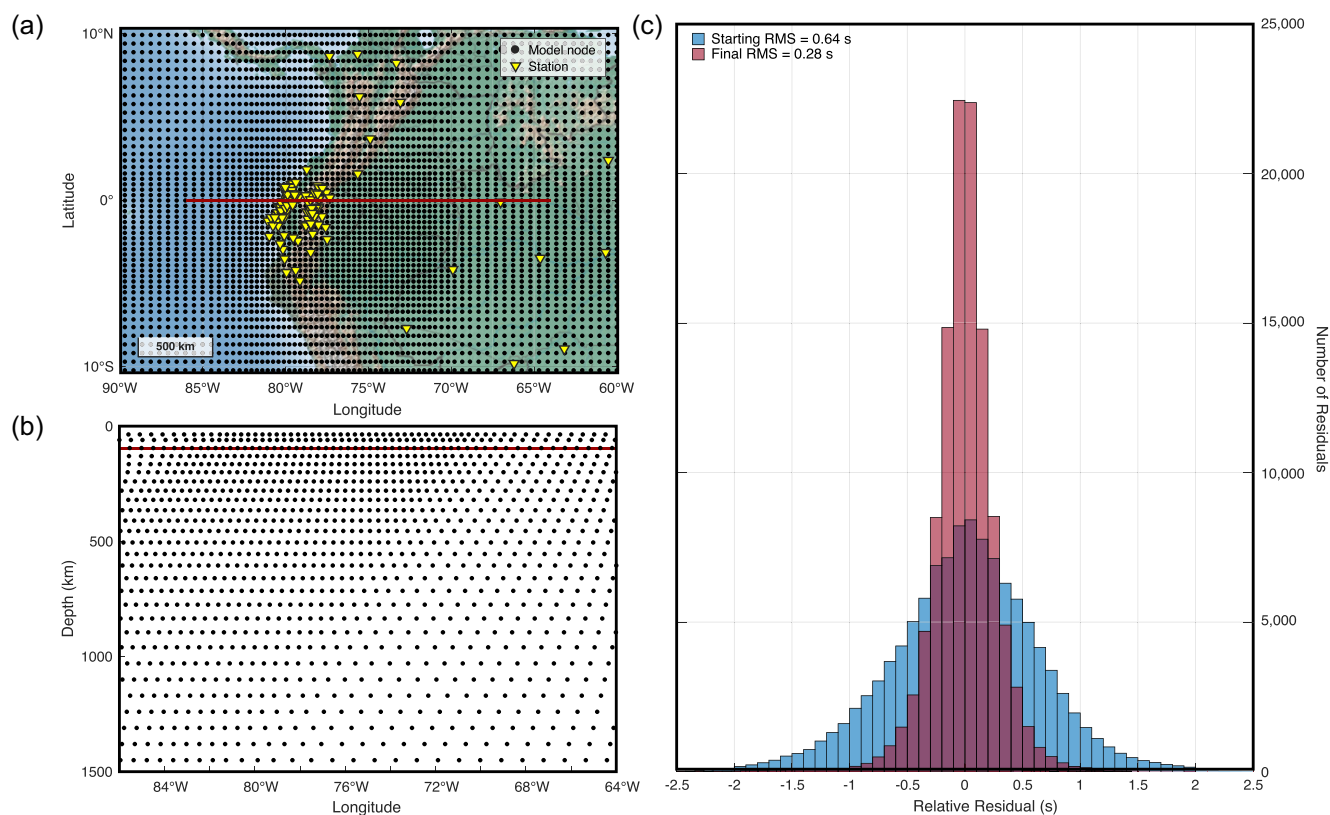 (a)
10°N
0°
10°S
Latitude
Model node
Station
500 km
90°W 85°W 80°W 75°W 70°W 65°W 60°W
Longitude
(b)
0
500
1000
1500
Depth (km)
84°W 80°W 76°W 72°W 68°W 64°W
Longitude
(c)
Starting RMS = 0.64 s
Final RMS = 0.28 s
25,000
20,000
15,000
10,000
5,000
0
Number of Residuals
-2.5 -2 -1.5 -1 -0.5 0 0.5 1 1.5 2 2.5
Relative Residual (s)